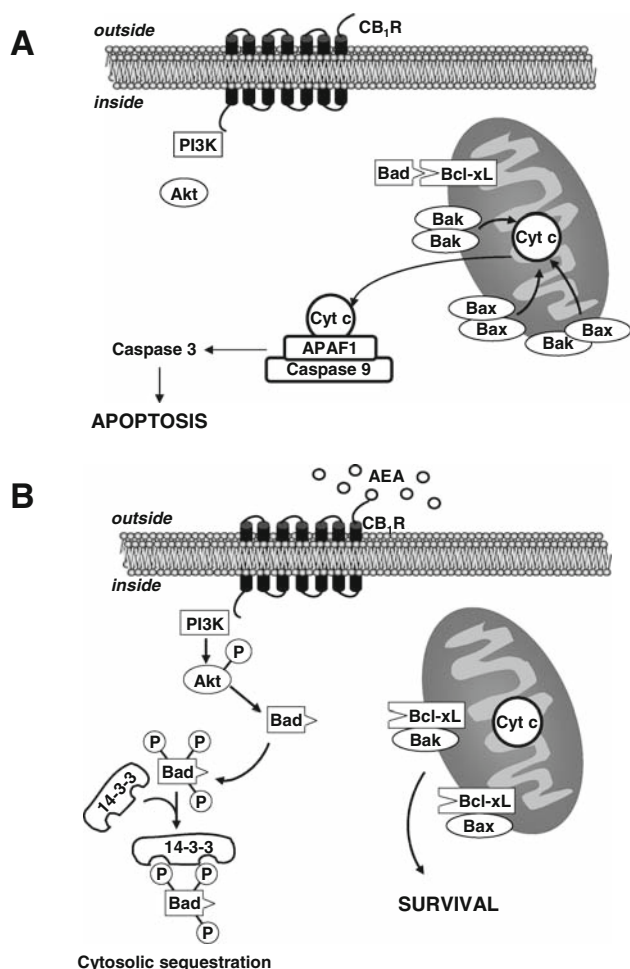 A
outside
CB1R
inside
PI3K
Akt
Bad
Bcl-xL
Bak
Bak
Cyt c
Bax
Bax
Bax
Bak
Cyt c
APAF1
Caspase 9
Caspase 3
APOPTOSIS
B
AEA
outside
CB1R
inside
PI3K
P
Akt
Bad
P
P
Bad
P
14-3-3
14-3-3
P
P
Bad
P
Cytosolic sequestration
Bcl-xL
Cyt c
Bak
Bcl-xL
Bax
SURVIVAL